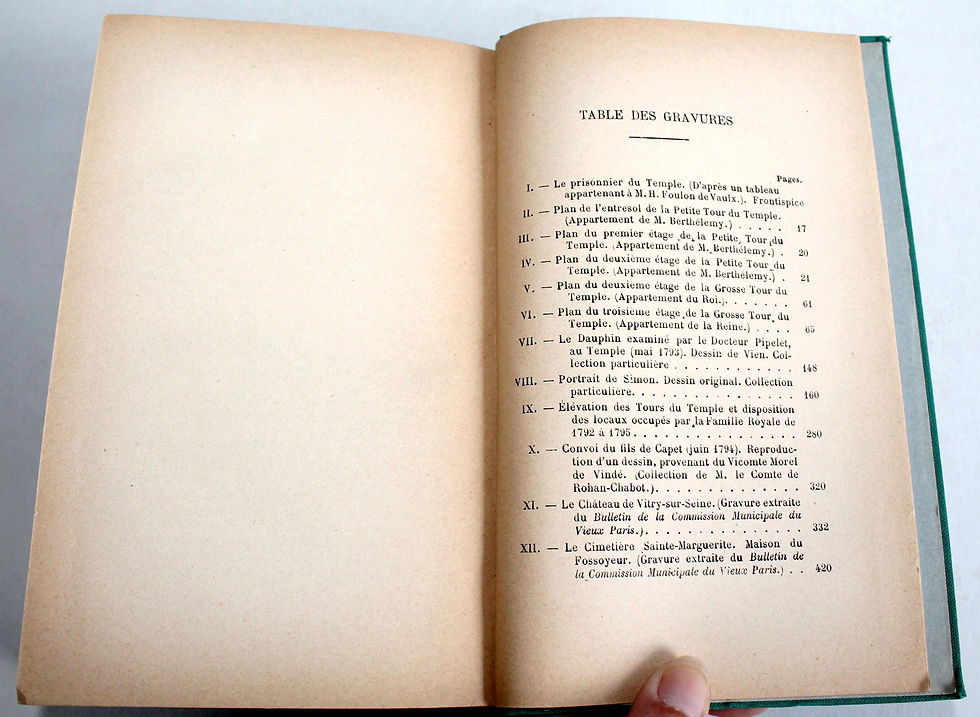 TABLE DES GRAVURES
Pages.
I. — Le prisonnier du Temple. (D'après un tableau
appartenant à M. H. Foulon de Vaulx.). Frontispice
II. — Plan de l'entresol de la Petite Tour du Temple.
(Appartement de M. Berthélemy.) . . . . . 17
III. — Plan du premier étage de la Petite Tour du
Temple. (Appartement de M. Berthélemy.) . 20
IV. — Plan du deuxième étage de la Petite Tour du
Temple. (Appartement de M. Berthélemy.) . 21
V. — Plan du deuxième étage de la Grosse Tour du
Temple. (Appartement du Roi.). . . . . . . 61
VI. — Plan du troisième étage de la Grosse Tour du
Temple. (Appartement de la Reine.) . . . . 65
VII. — Le Dauphin examiné par le Docteur Pipelet,
au Temple (mai 1793). Dessin de Vien. Col-
lection particulière . . . . . . . . . . . . 148
VIII. — Portrait de Simon. Dessin original. Collection
particulière. . . . . . . . . . . . . . . . 160
IX. — Élévation des Tours du Temple et disposition
des locaux occupés par la Famille Royale de
1792 à 1795. . . . . . . . . . . . . . . . 280
X. — Convoi du fils de Capet (juin 1794). Reproduc-
tion d'un dessin, provenant du Vicomte Morel
de Vindé. (Collection de M. le Comte de
Rohan-Chabot.). . . . . . . . . . . . . . 320
XI. — Le Château de Vitry-sur-Seine. (Gravure extraite
du Bulletin de la Commission Municipale du
Vieux Paris.). . . . . . . . . . . . . . . 332
XII. — Le Cimetière Sainte-Marguerite. Maison du
Fossoyeur. (Gravure extraite du Bulletin de
la Commission Municipale du Vieux Paris.) . . 420